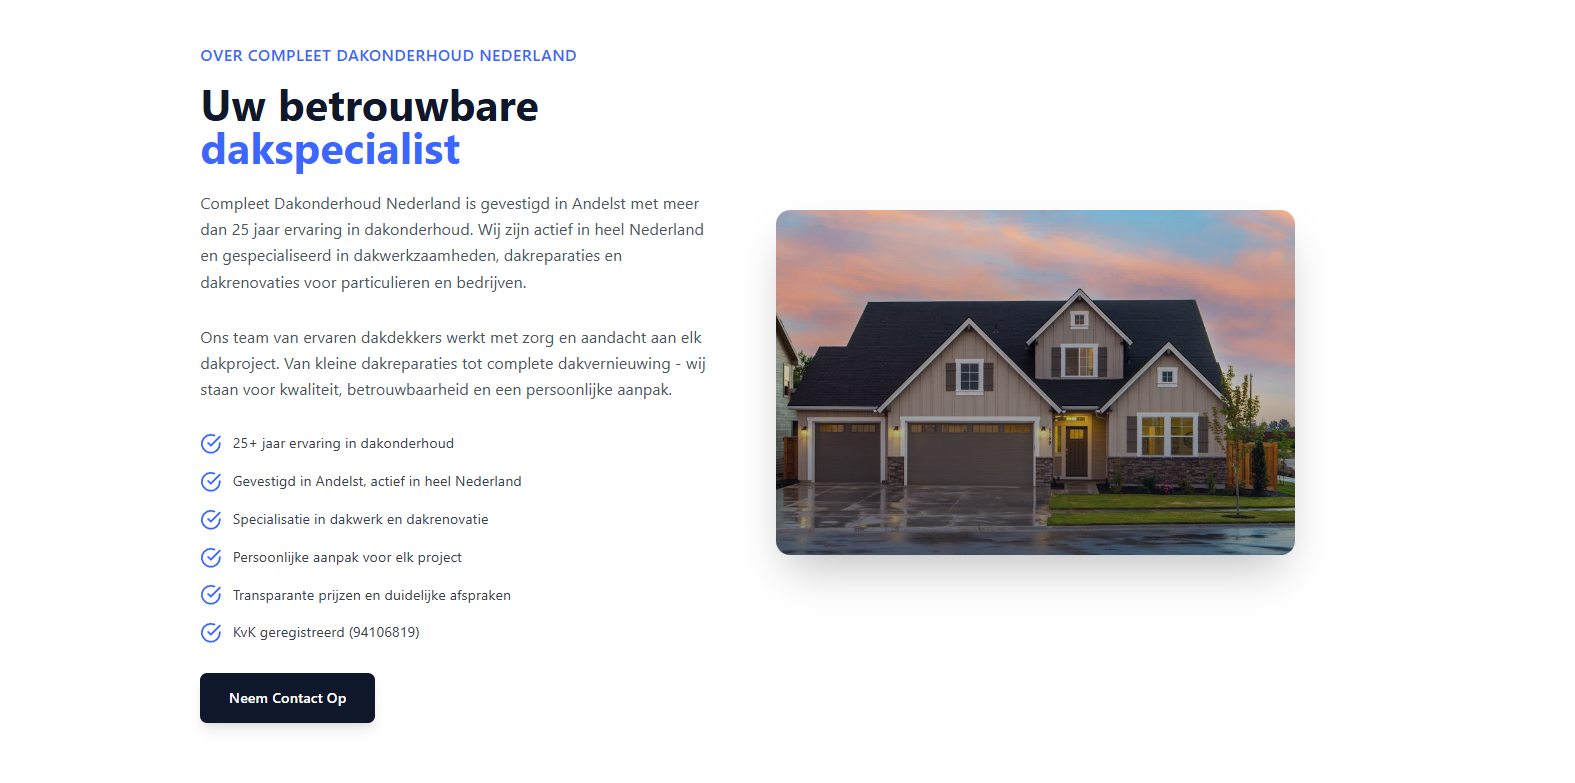 OVER COMPLEET DAKONDERHOUD NEDERLAND
Uw betrouwbare
dakspecialist
Compleet Dakonderhoud Nederland is gevestigd in Andelst met meer
dan 25 jaar ervaring in dakonderhoud. Wij zijn actief in heel Nederland
en gespecialiseerd in dakwerkzaamheden, dakreparaties en
dakrenovaties voor particulieren en bedrijven.
Ons team van ervaren dakdekkers werkt met zorg en aandacht aan elk
dakproject. Van kleine dakreparaties tot complete dakvernieuwing - wij
staan voor kwaliteit, betrouwbaarheid en een persoonlijke aanpak.
25+ jaar ervaring in dakonderhoud
Gevestigd in Andelst, actief in heel Nederland
Specialisatie in dakwerk en dakrenovatie
Persoonlijke aanpak voor elk project
Transparante prijzen en duidelijke afspraken
KvK geregistreerd (94106819)
Neem Contact Op